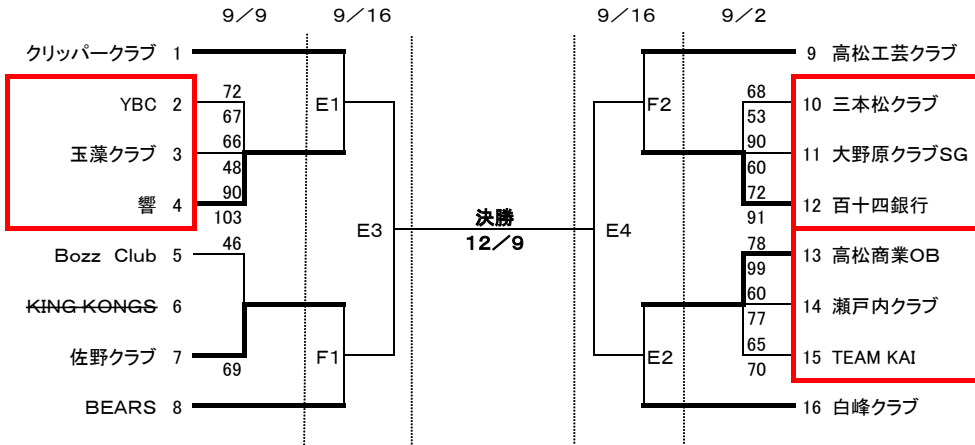 9／9 9／16 9／16 9／2
クリッパークラブ 1
YBC 2
玉藻クラブ 3
響 4
Bozz Club 5
KING KONGS 6
佐野クラブ 7
BEARS 8
72
67
66
48
90
103
46
69
E1
F1
E3
決勝
12／9
E4
F2
E2
68
53
90
60
72
91
78
99
60
77
65
70
9 高松工芸クラブ
10 三本松クラブ
11 大野原クラブSG
12 百十四銀行
13 高松商業OB
14 瀬戸内クラブ
15 TEAM KAI
16 白峰クラブ